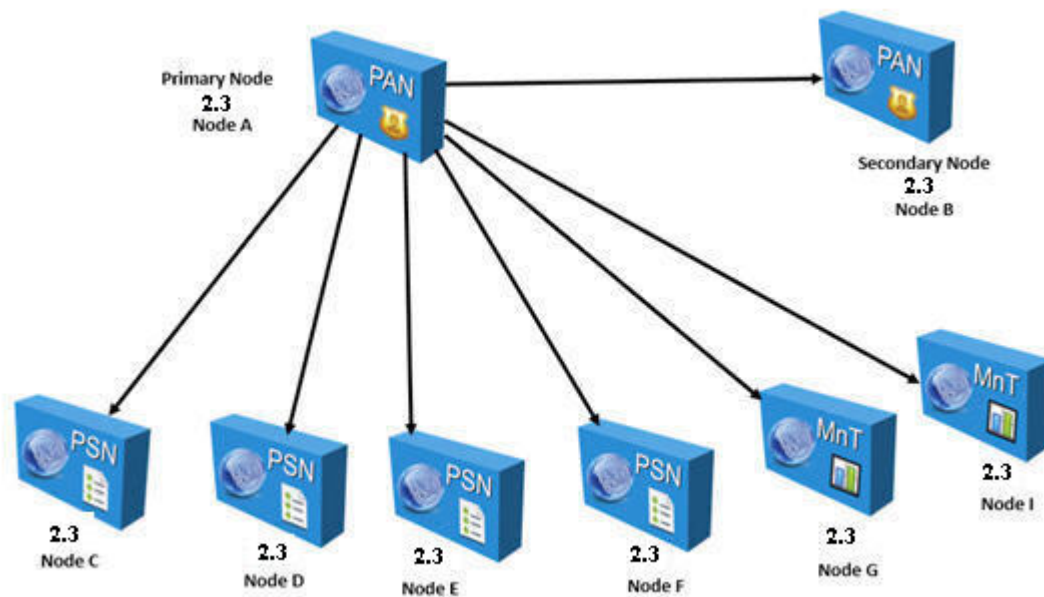 PAN
Primary Node
2.3
Node A
PAN
Secondary Node
2.3
Node B
PSN
2.3
Node C
PSN
2.3
Node D
PSN
2.3
Node E
PSN
2.3
Node F
MnT
2.3
Node G
MnT
2.3
Node I